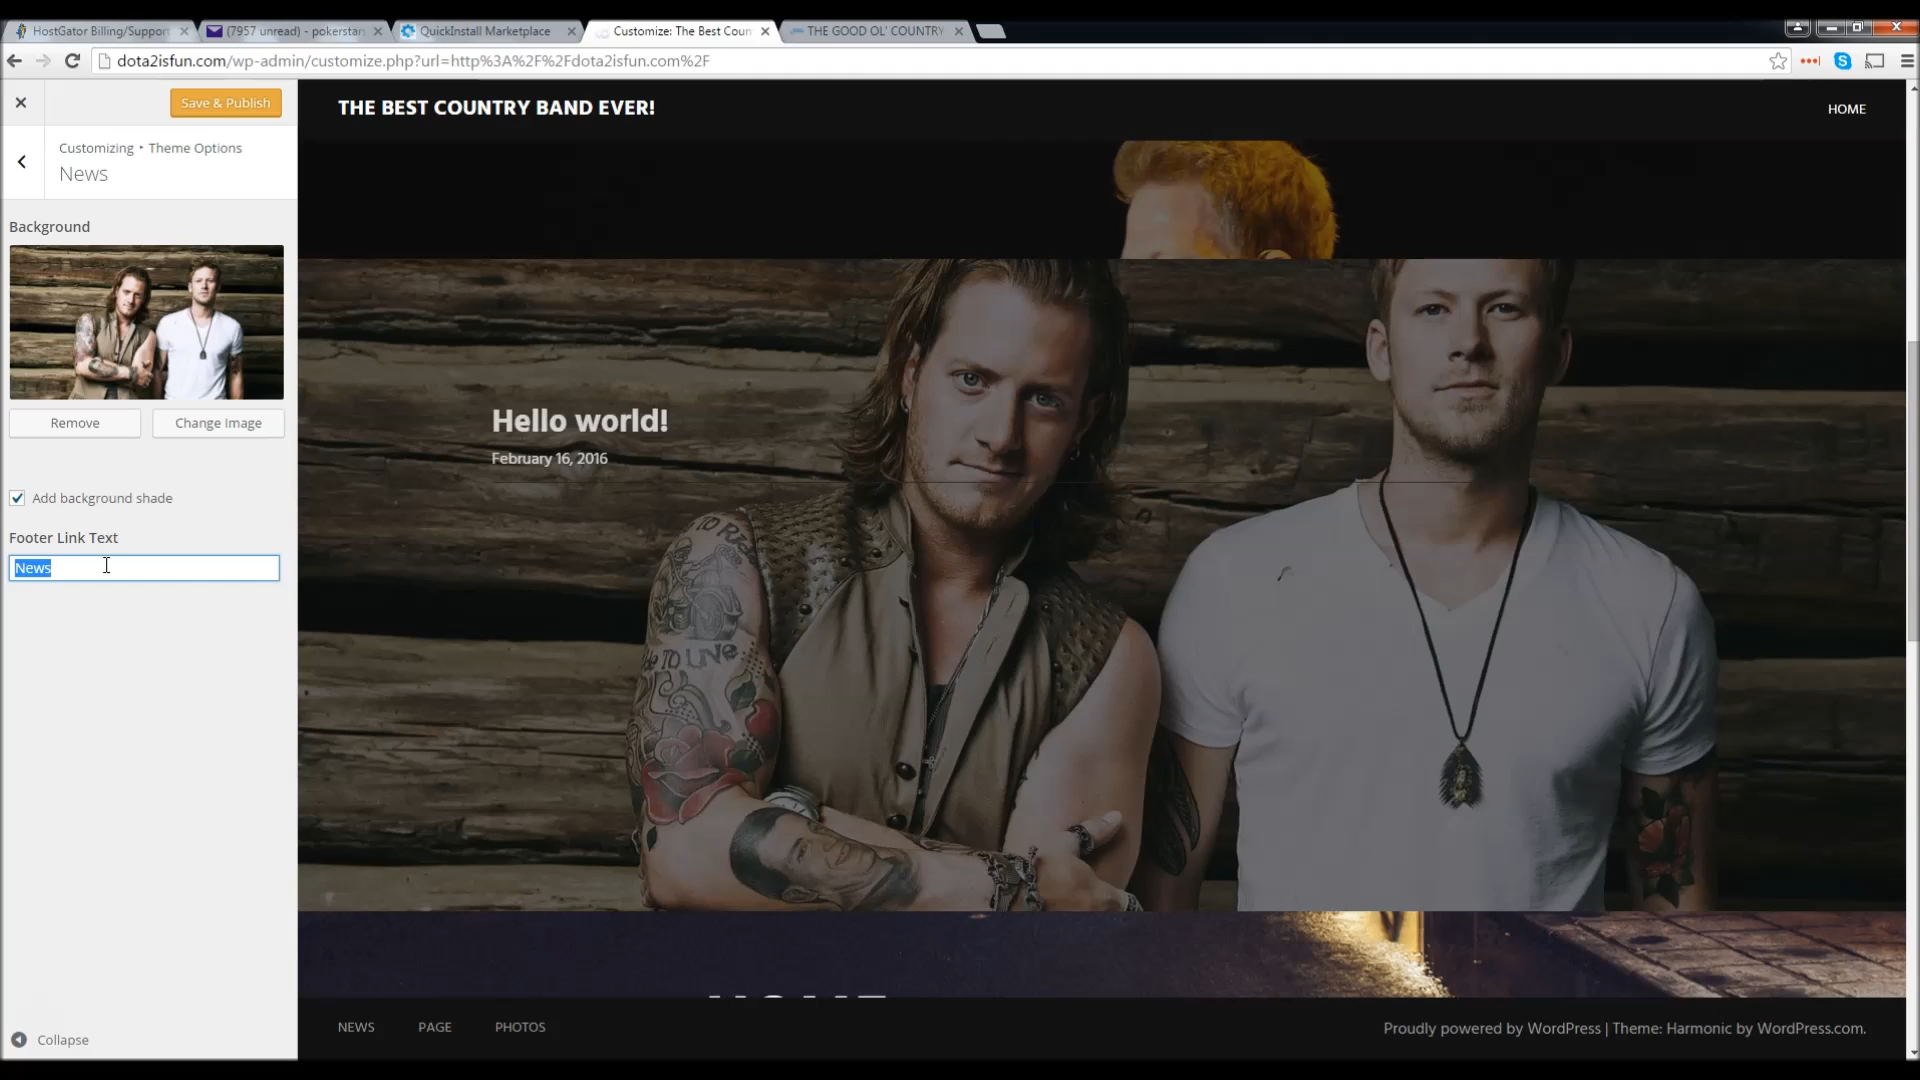 HostGator Billing/Suppor
(7957 unread) - pokerstar
QuickInstall Marketplace
Customize: The Best Coun
THE GOOD OL' COUNTRY
dota2isfun.com/wp-admin/customize.php?url=http%3A%2F%2Fdota2isfun.com%2F
Save & Publish
Customizing • Theme Options
News
Background
Remove
Change Image
Add background shade
Footer Link Text
News
Collapse
THE BEST COUNTRY BAND EVER!
HOME
Hello world!
February 16, 2016
TO LIVE
NEWS
PAGE
PHOTOS
Proudly powered by WordPress | Theme: Harmonic by WordPress.com.